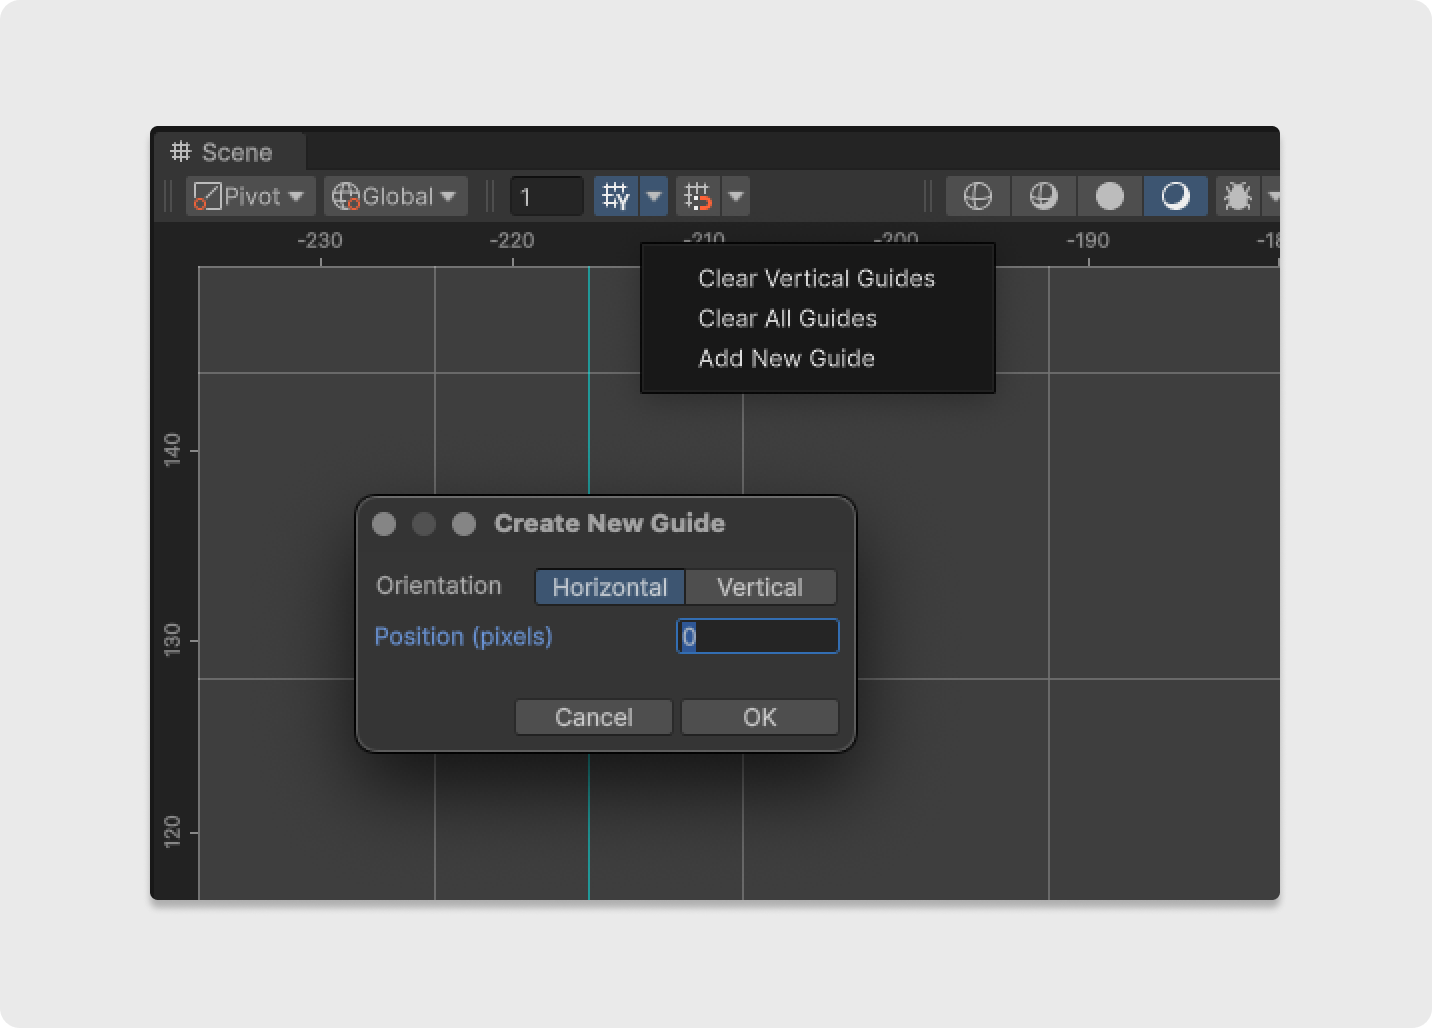 Scene
Pivot Global 1
-230 -220 -210 -200 -190 -18
Clear Vertical Guides
Clear All Guides
Add New Guide
140
Create New Guide
Orientation Horizontal Vertical
Position (pixels) 0
130
Cancel OK
120